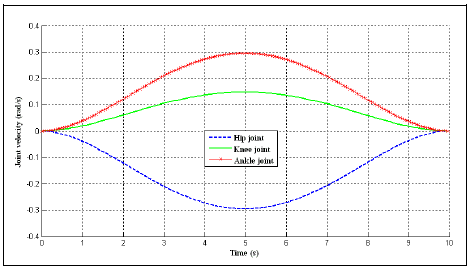 0.4
0.3
0.2
0.1
0
-0.1
-0.2
-0.3
-0.4
Joint velocity (rad/s)
Hip joint
Knee joint
Ankle joint
0 1 2 3 4 5 6 7 8 9 10
Time (s)